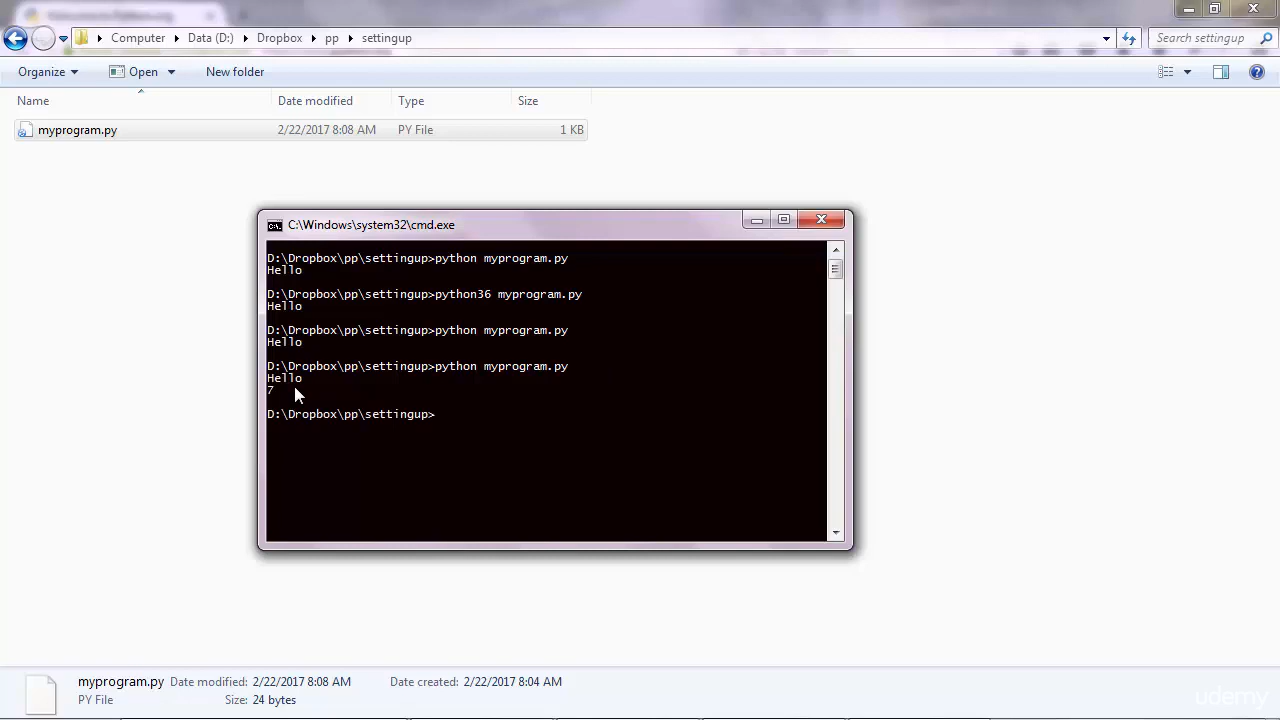 Computer Data (D:) Dropbox pp settingup Search settingup
Organize Open New folder
Name Date modified Type Size
myprogram.py 2/22/2017 8:08 AM PY File 1 KB
C:\Windows\system32\cmd.exe
D:\Dropbox\pp\settingup>python myprogram.py
Hello
D:\Dropbox\pp\settingup>python36 myprogram.py
Hello
D:\Dropbox\pp\settingup>python myprogram.py
Hello
D:\Dropbox\pp\settingup>python myprogram.py
Hello
7
D:\Dropbox\pp\settingup>
myprogram.py Date modified: 2/22/2017 8:08 AM Date created: 2/22/2017 8:04 AM
PY File Size: 24 bytes
udemy